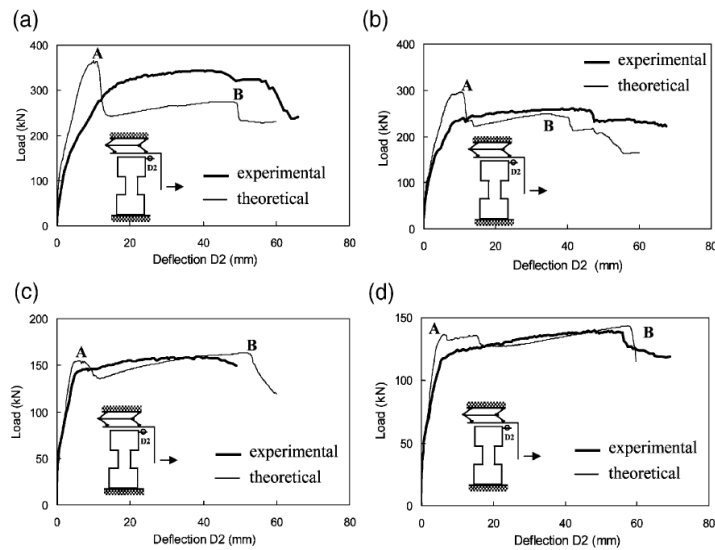 (a)
400
300
200
100
0
Load (kN)
A
B
D2
experimental
theoretical
0 20 40 60 80
Deflection D2 (mm)
(b)
400
300
200
100
0
Load (kN)
A
B
D2
experimental
theoretical
0 20 40 60 80
Deflection D2 (mm)
(c)
200
150
100
50
0
Load (kN)
A
B
D2
experimental
theoretical
0 20 40 60 80
Deflection D2 (mm)
(d)
150
100
50
0
Load (kN)
A
B
D2
experimental
theoretical
0 20 40 60 80
Deflection D2 (mm)